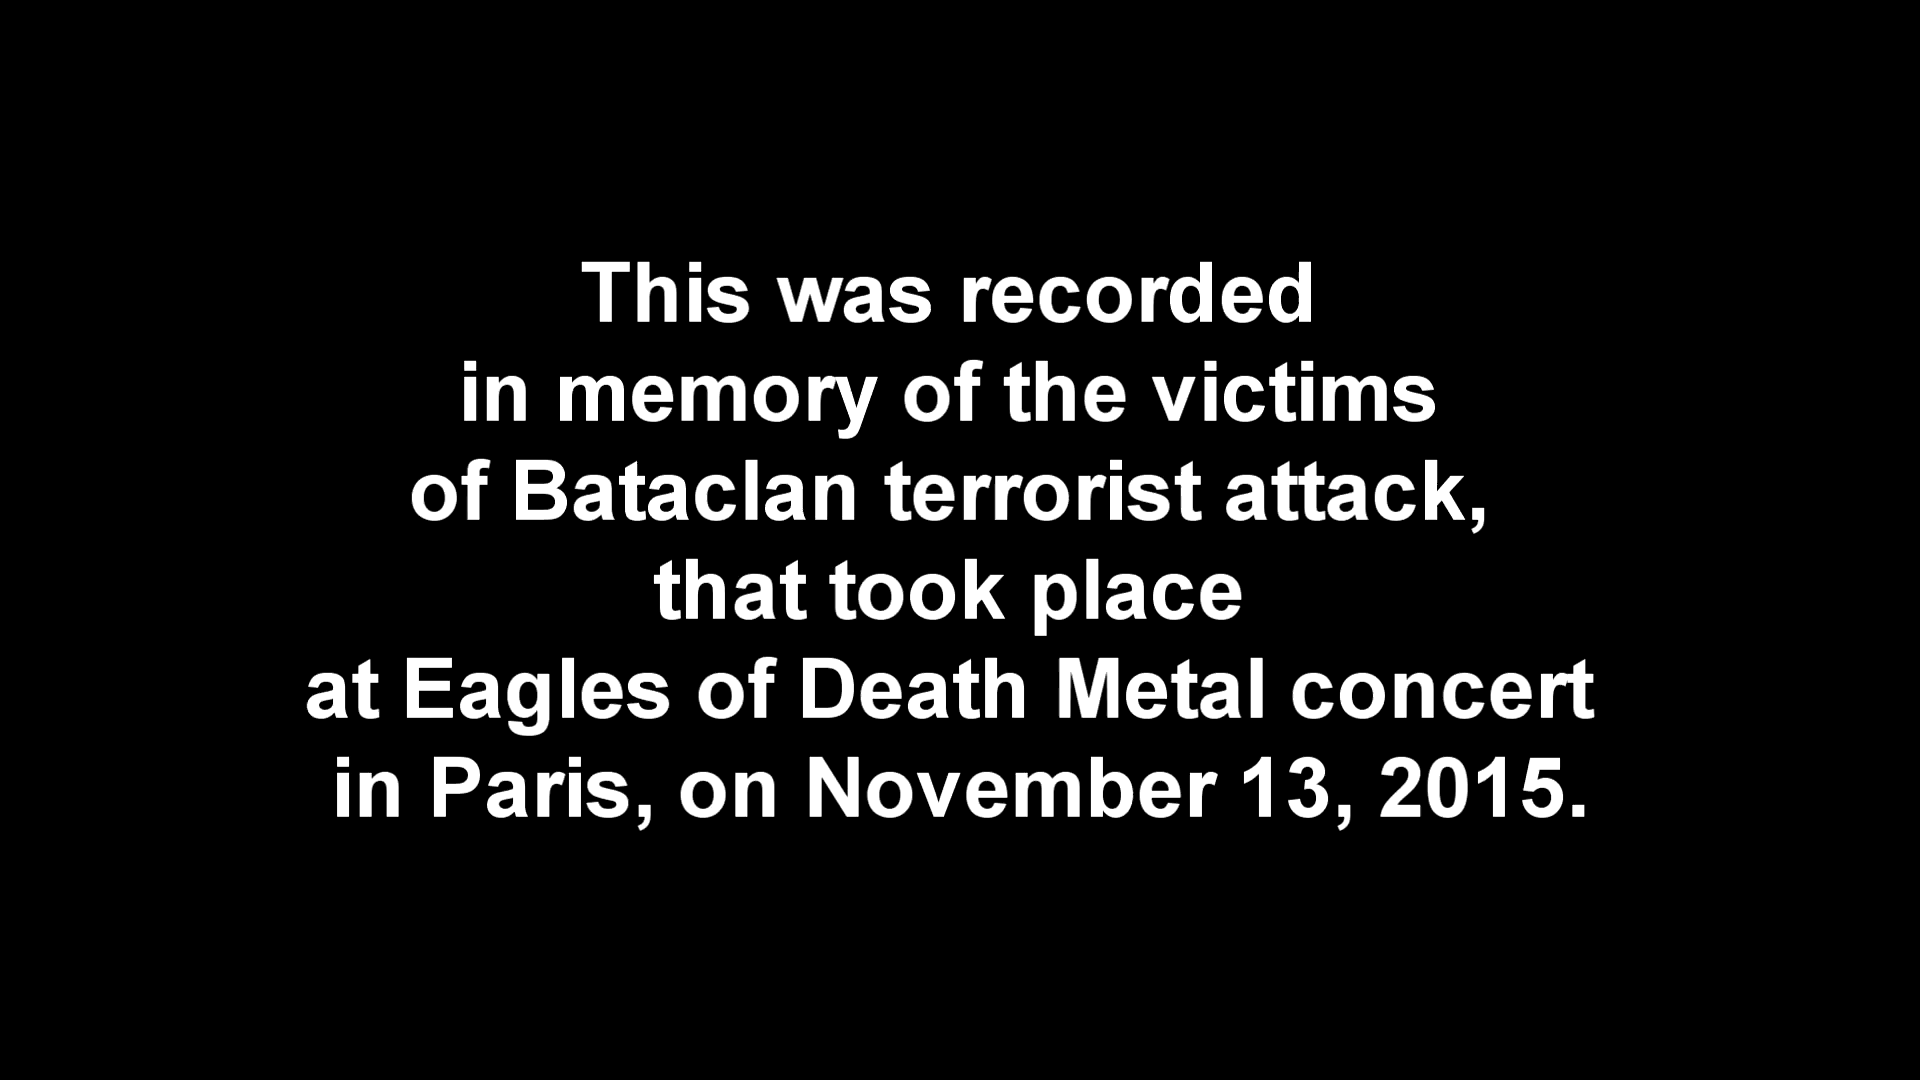 This was recorded
in memory of the victims
of Bataclan terrorist attack,
that took place
at Eagles of Death Metal concert
in Paris, on November 13, 2015.